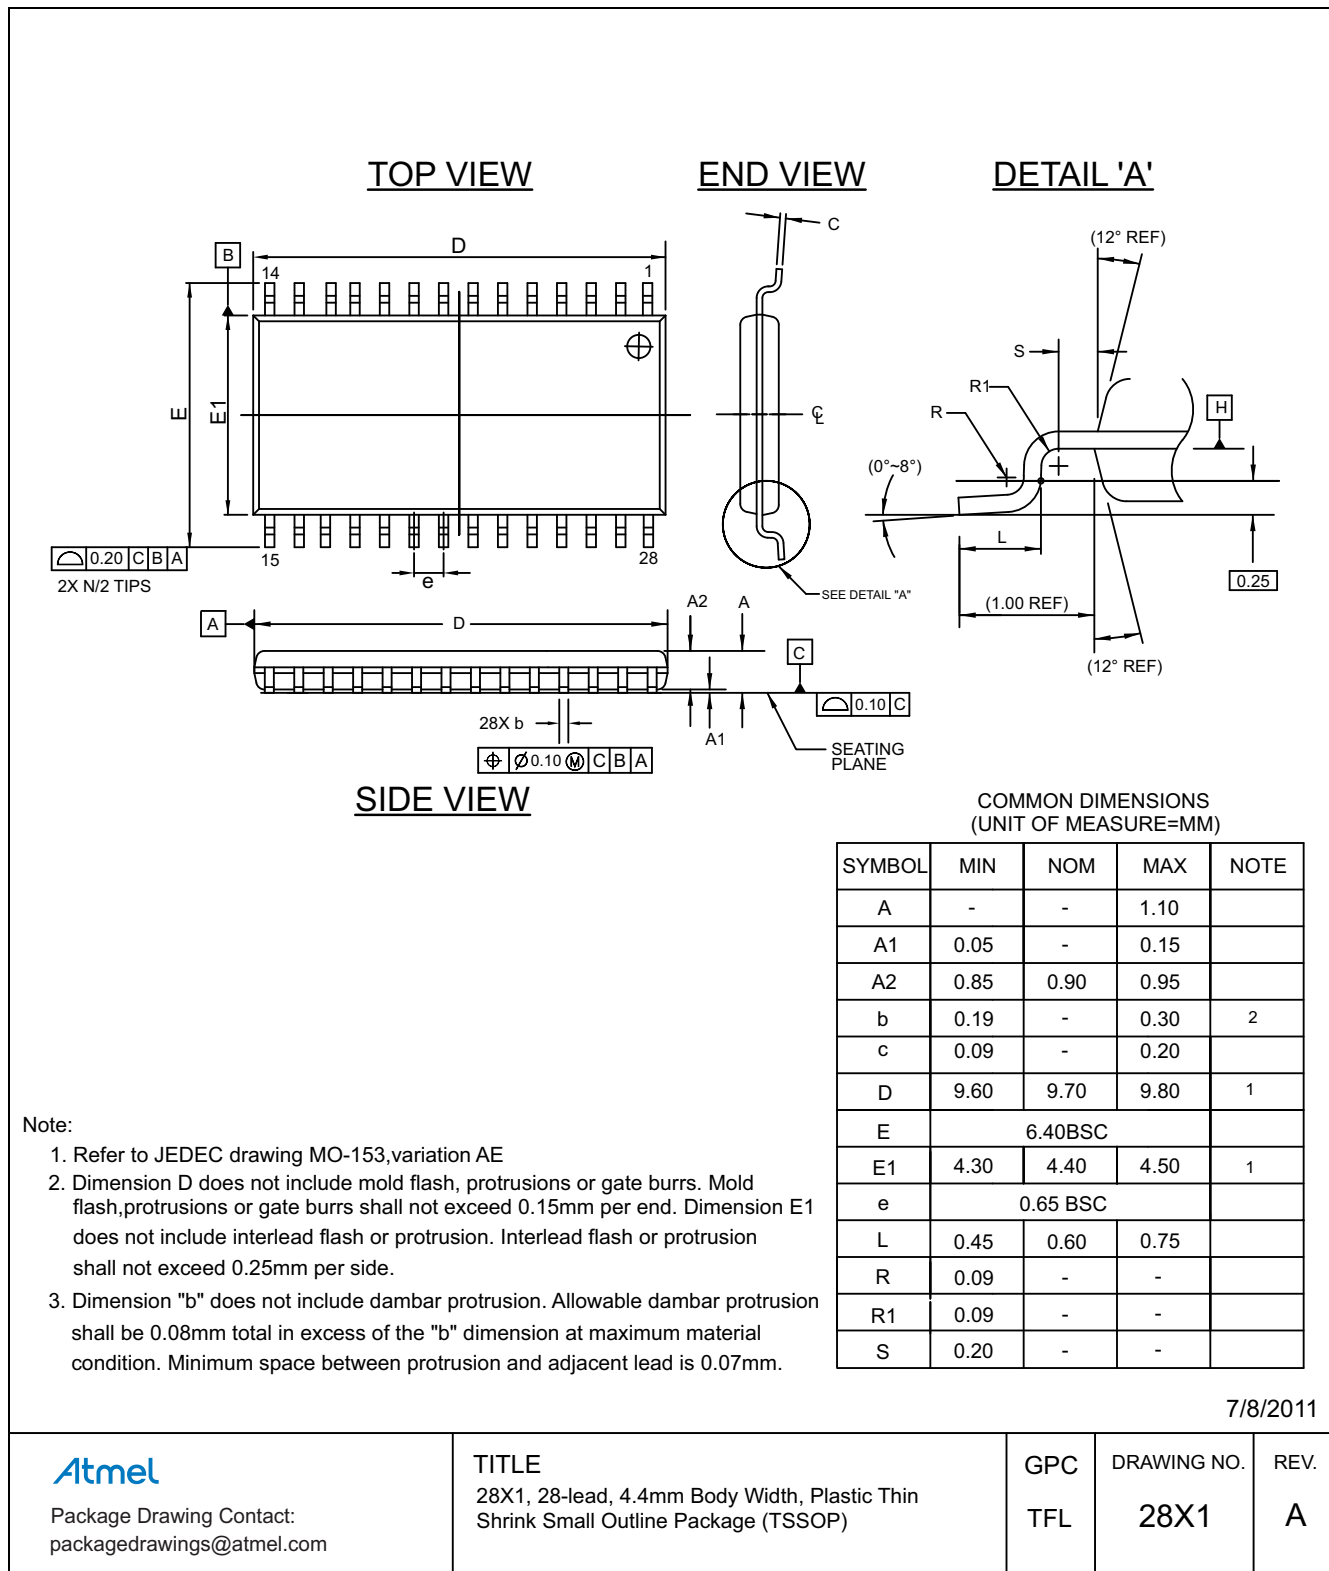 TOP VIEW
END VIEW
DETAIL 'A'
B
D
14
1
E
E1
15
28
0.20 C B A
2X N/2 TIPS
e
C
℄
SEE DETAIL "A"
(12° REF)
S
R1
R
H
(0°~8°)
L
0.25
(1.00 REF)
(12° REF)
A
D
A2
A
C
0.10 C
A1
28X b
⌖ Ø0.10 Ⓜ C B A
SEATING
PLANE
SIDE VIEW
COMMON DIMENSIONS
(UNIT OF MEASURE=MM)
SYMBOL MIN NOM MAX NOTE
A - - 1.10
A1 0.05 - 0.15
A2 0.85 0.90 0.95
b 0.19 - 0.30 2
c 0.09 - 0.20
D 9.60 9.70 9.80 1
E 6.40BSC
E1 4.30 4.40 4.50 1
e 0.65 BSC
L 0.45 0.60 0.75
R 0.09 - -
R1 0.09 - -
S 0.20 - -
Note:
1. Refer to JEDEC drawing MO-153,variation AE
2. Dimension D does not include mold flash, protrusions or gate burrs. Mold
flash,protrusions or gate burrs shall not exceed 0.15mm per end. Dimension E1
does not include interlead flash or protrusion. Interlead flash or protrusion
shall not exceed 0.25mm per side.
3. Dimension "b" does not include dambar protrusion. Allowable dambar protrusion
shall be 0.08mm total in excess of the "b" dimension at maximum material
condition. Minimum space between protrusion and adjacent lead is 0.07mm.
7/8/2011
Atmel
Package Drawing Contact:
packagedrawings@atmel.com
TITLE
28X1, 28-lead, 4.4mm Body Width, Plastic Thin
Shrink Small Outline Package (TSSOP)
GPC
TFL
DRAWING NO.
28X1
REV.
A